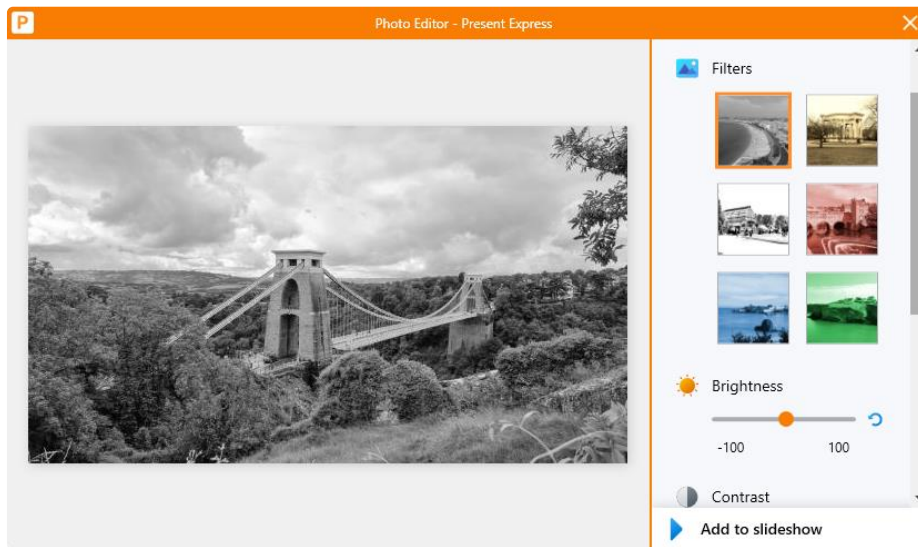 P
Photo Editor - Present Express
Filters
Brightness
-100 100
Contrast
Add to slideshow